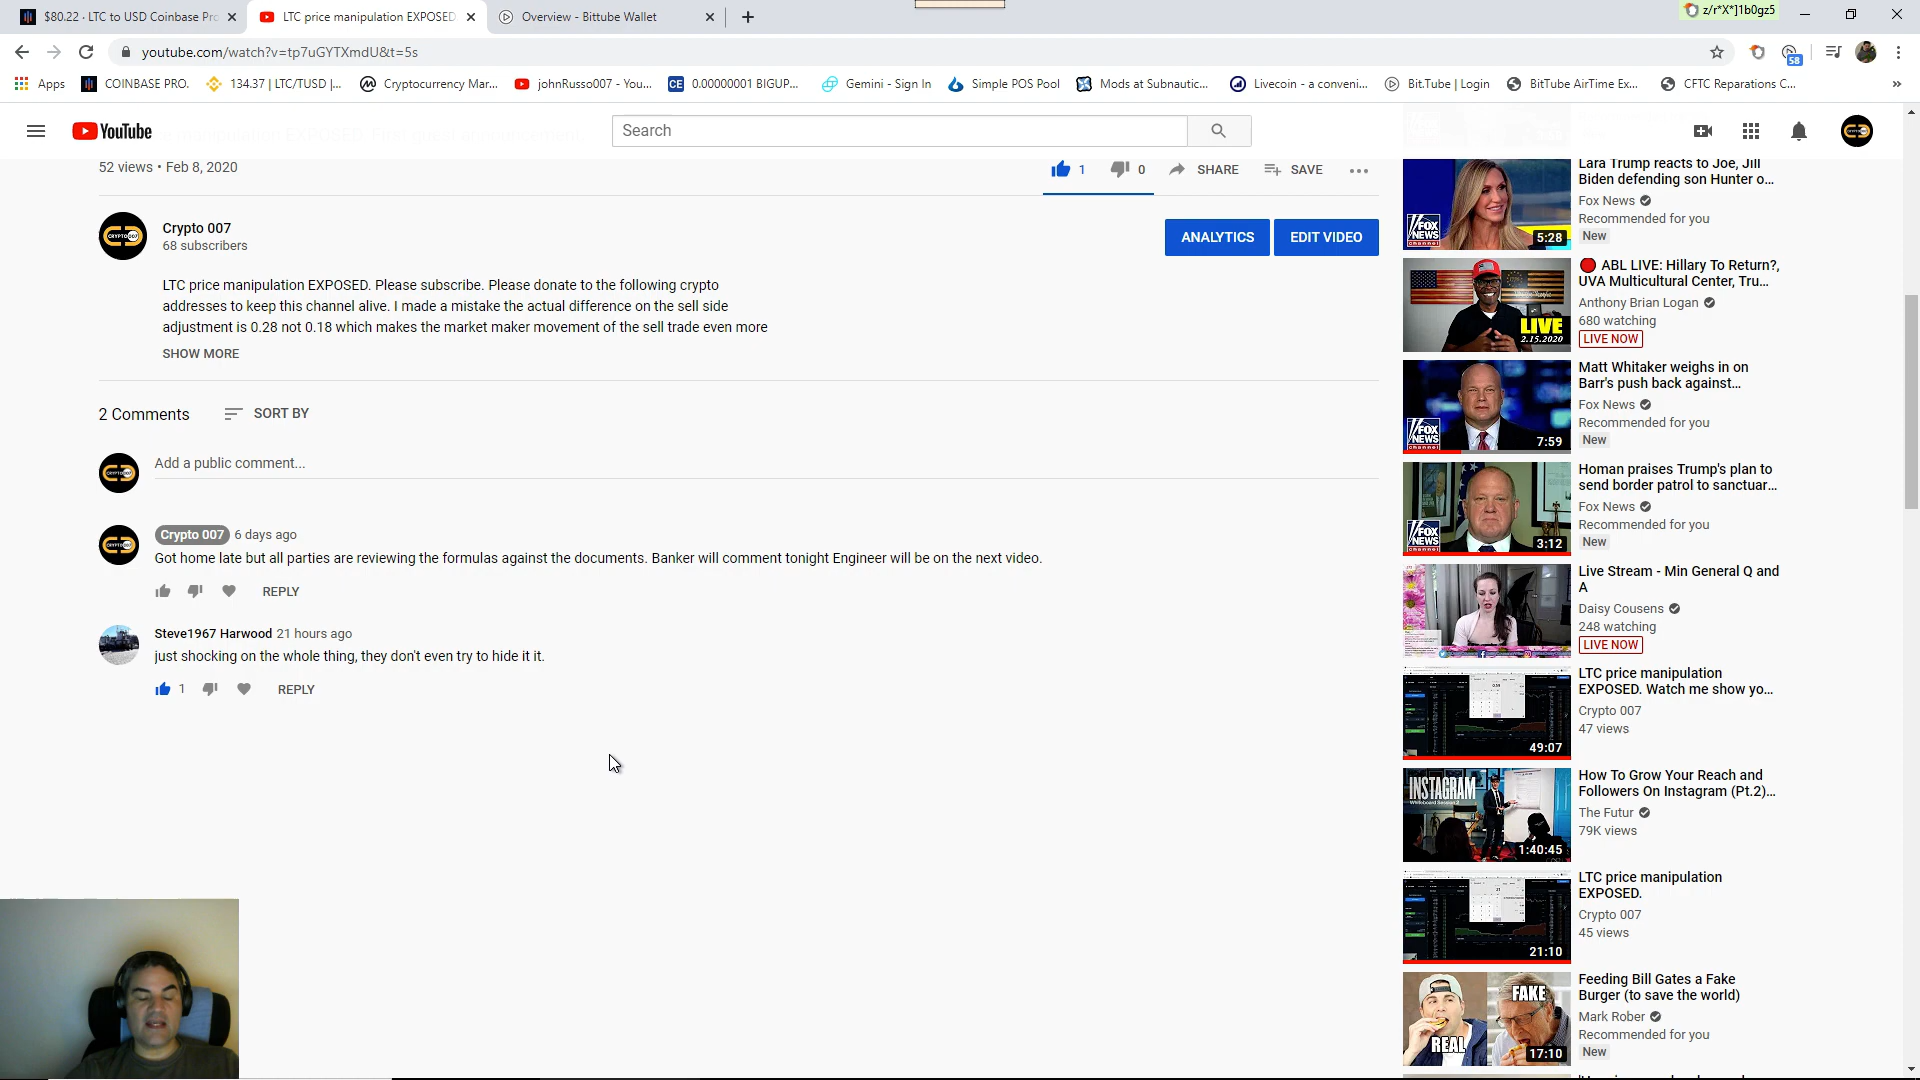 $80.22 · LTC to USD Coinbase Pro
LTC price manipulation EXPOSED.
Overview - Bittube Wallet
z/r*X*]1b0gz5
youtube.com/watch?v=tp7uGYTXmdU&t=5s
58
Apps
COINBASE PRO.
134.37 | LTC/TUSD |...
Cryptocurrency Mar...
johnRusso007 - You...
CE 0.00000001 BIGUP...
Gemini - Sign In
Simple POS Pool
Mods at Subnautic...
Livecoin - a conveni...
Bit.Tube | Login
BitTube AirTime Ex...
CFTC Reparations C...
»
YouTube
Search
52 views • Feb 8, 2020
1
0
SHARE
SAVE
Crypto 007
68 subscribers
ANALYTICS
EDIT VIDEO
LTC price manipulation EXPOSED. Please subscribe. Please donate to the following crypto
addresses to keep this channel alive. I made a mistake the actual difference on the sell side
adjustment is 0.28 not 0.18 which makes the market maker movement of the sell trade even more
SHOW MORE
2 Comments
SORT BY
Add a public comment...
Crypto 007 6 days ago
Got home late but all parties are reviewing the formulas against the documents. Banker will comment tonight Engineer will be on the next video.
REPLY
Steve1967 Harwood 21 hours ago
just shocking on the whole thing, they don't even try to hide it it.
1
REPLY
Lara Trump reacts to Joe, Jill
Biden defending son Hunter o...
Fox News
Recommended for you
New
FOX
NEWS
channel
5:28
ABL LIVE: Hillary To Return?,
UVA Multicultural Center, Tru...
Anthony Brian Logan
680 watching
LIVE NOW
LIVE
2.15.2020
Matt Whitaker weighs in on
Barr's push back against...
Fox News
Recommended for you
New
FOX
NEWS
channel
7:59
Homan praises Trump's plan to
send border patrol to sanctuar...
Fox News
Recommended for you
New
FOX
NEWS
channel
3:12
Live Stream - Min General Q and
A
Daisy Cousens
248 watching
LIVE NOW
LTC price manipulation
EXPOSED. Watch me show yo...
Crypto 007
47 views
49:07
How To Grow Your Reach and
Followers On Instagram (Pt.2)...
The Futur
79K views
INSTAGRAM
Whiteboard Session 2
1:40:45
LTC price manipulation
EXPOSED.
Crypto 007
45 views
21:10
Feeding Bill Gates a Fake
Burger (to save the world)
Mark Rober
Recommended for you
New
FAKE
REAL
17:10